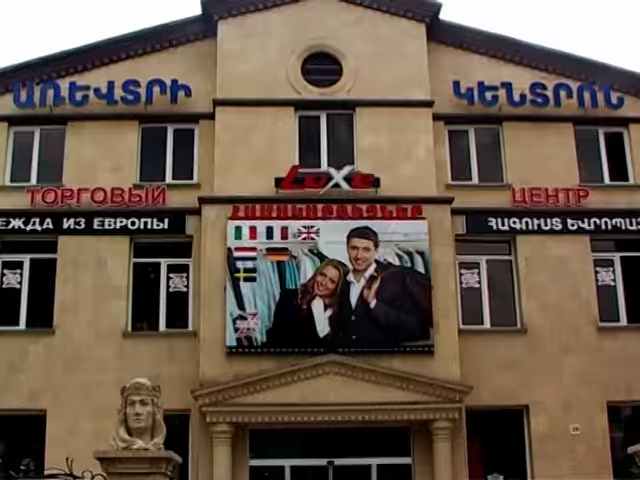 ԱՌԵՎՏՐԻ ԿԵՆՏՐՈՆ
Luxe
ТОРГОВЫЙ ЦЕНТР
ЕЖДА ИЗ ЕВРОПЫ
ՀԱԳՈՒՍՏ ԵՎՐՈՊԱ